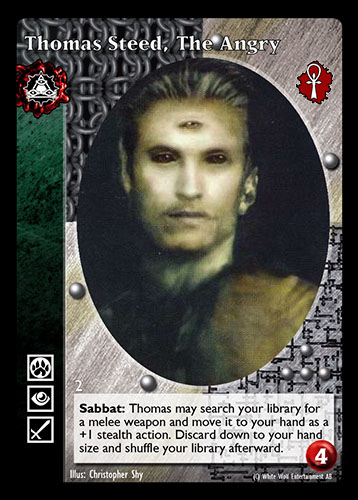 Thomas Steed, The Angry
2
Sabbat: Thomas may search your library for
a melee weapon and move it to your hand as a
+1 stealth action. Discard down to your hand
size and shuffle your library afterward.
4
Illus: Christopher Shy
(C) White Wolf Entertainment AB